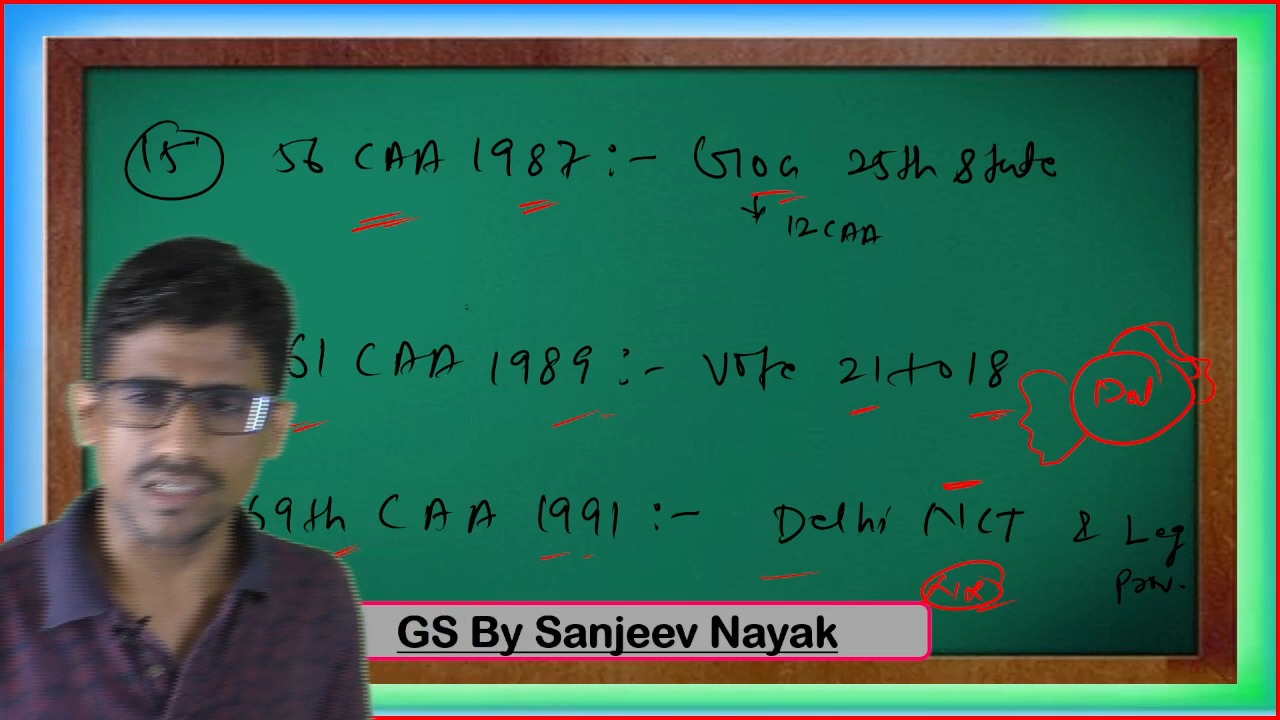 15 56 CAA 1987 :- Goa 25th State
12 CAA
61 CAA 1989 :- Vote 21 to 18
Del
69th CAA 1991 :- Delhi NCT & Leg
Pow.
GS By Sanjeev Nayak